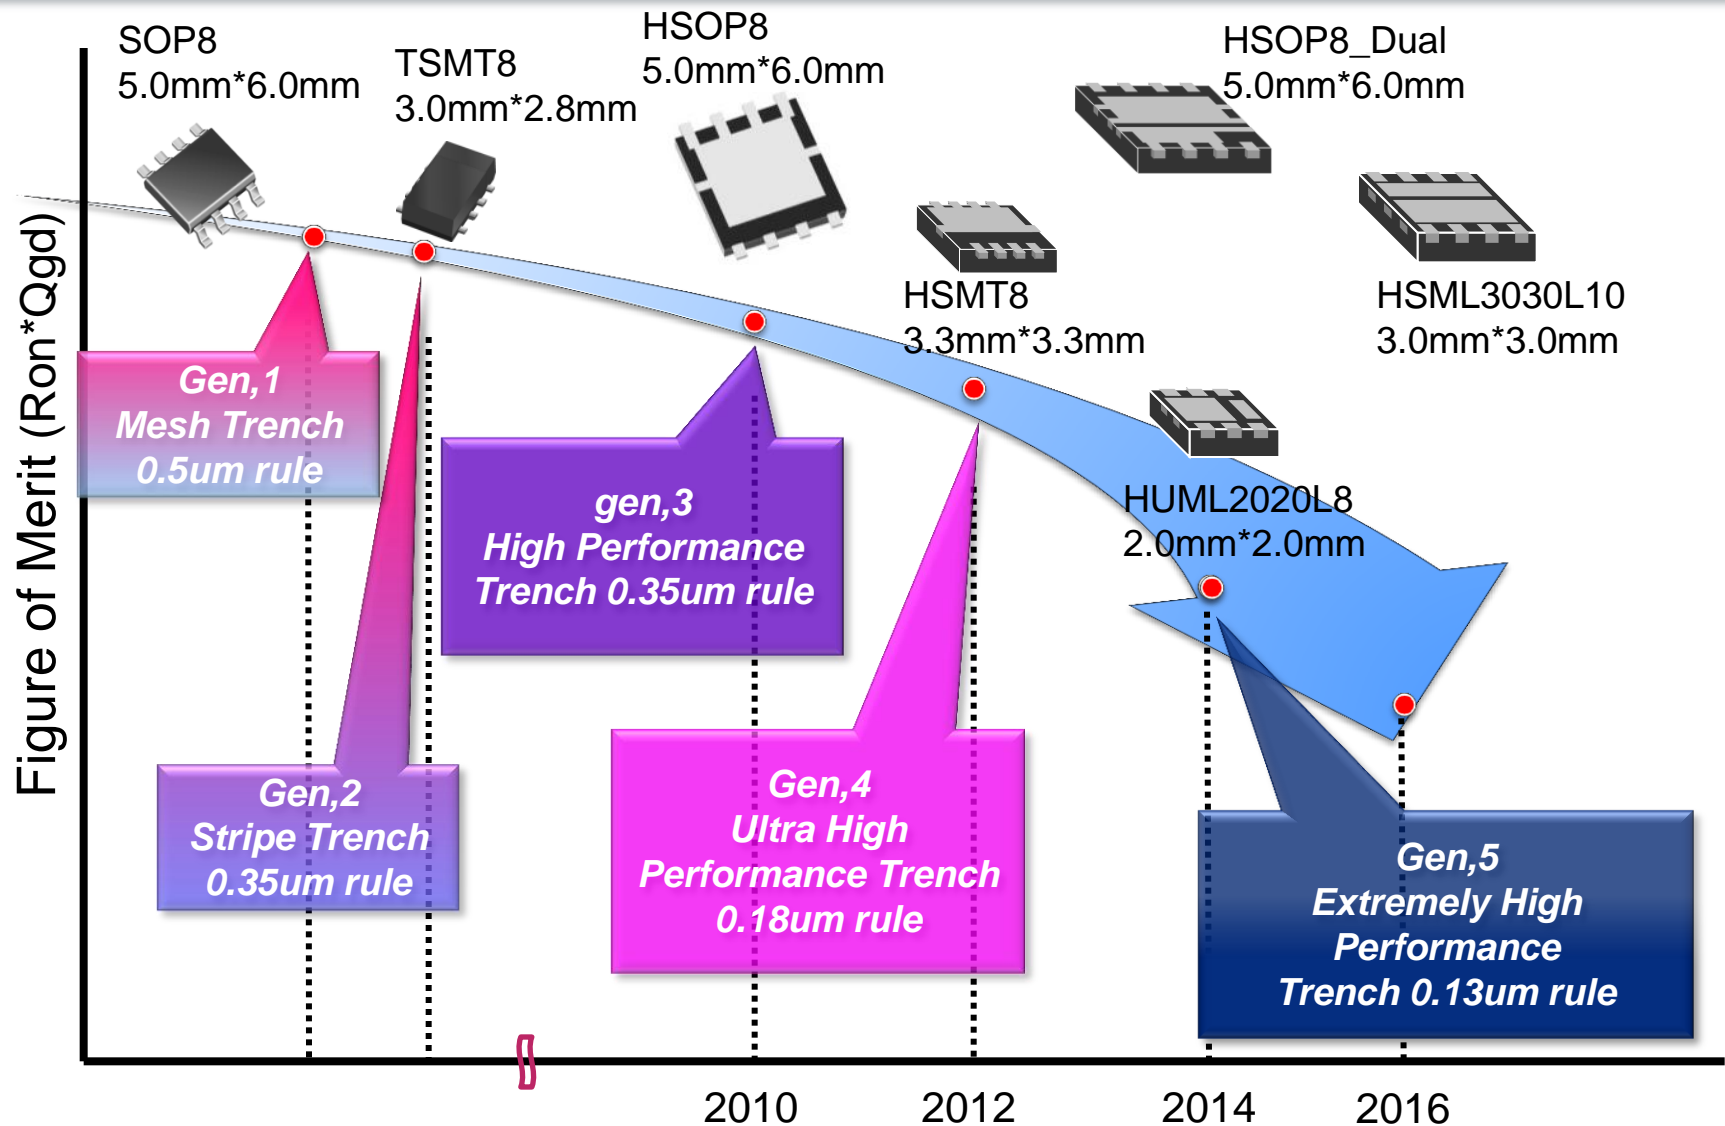 SOP8
5.0mm*6.0mm
TSMT8
3.0mm*2.8mm
HSOP8
5.0mm*6.0mm
HSOP8_Dual
5.0mm*6.0mm
HSMT8
3.3mm*3.3mm
HSML3030L10
3.0mm*3.0mm
HUML2020L8
2.0mm*2.0mm
Figure of Merit (Ron*Qgd)
Gen,1
Mesh Trench
0.5um rule
Gen,2
Stripe Trench
0.35um rule
gen,3
High Performance
Trench 0.35um rule
Gen,4
Ultra High
Performance Trench
0.18um rule
Gen,5
Extremely High
Performance
Trench 0.13um rule
2010
2012
2014
2016